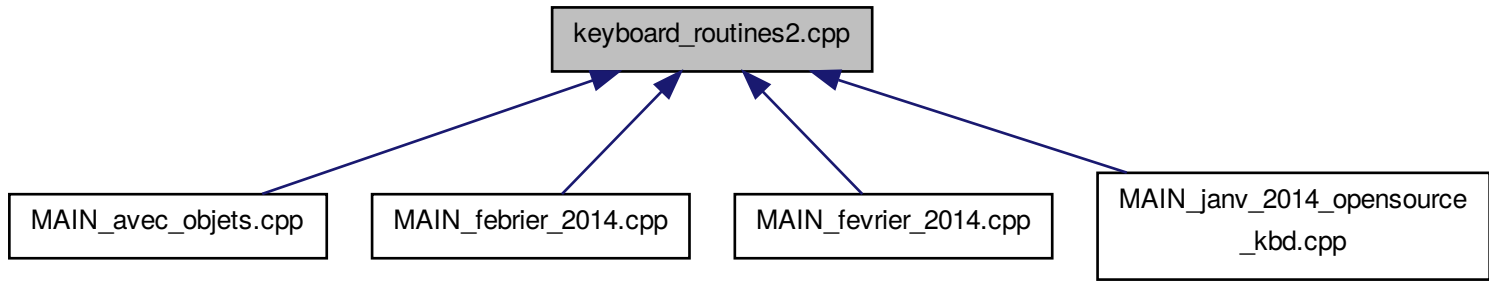 keyboard_routines2.cpp
MAIN_avec_objets.cpp
MAIN_febrier_2014.cpp
MAIN_fevrier_2014.cpp
MAIN_janv_2014_opensource
_kbd.cpp